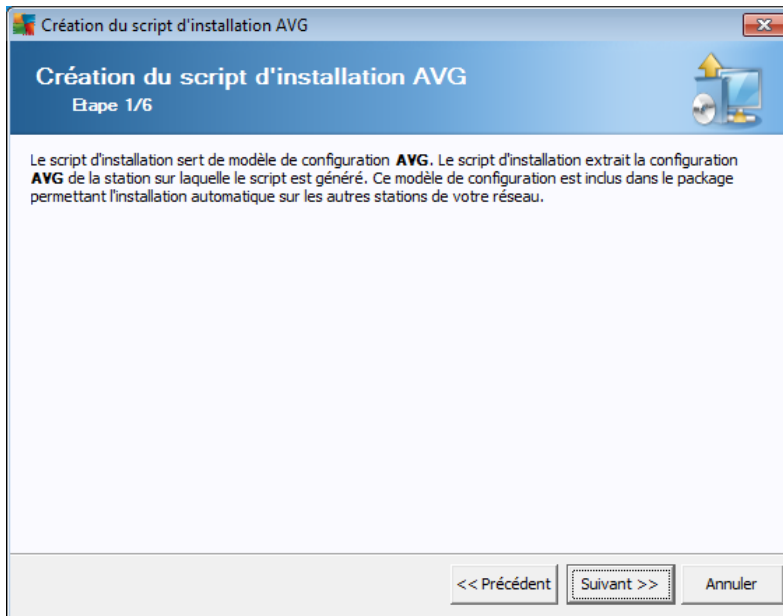 Création du script d'installation AVG
Création du script d'installation AVG
Etape 1/6
Le script d'installation sert de modèle de configuration AVG. Le script d'installation extrait la configuration
AVG de la station sur laquelle le script est généré. Ce modèle de configuration est inclus dans le package
permettant l'installation automatique sur les autres stations de votre réseau.
<< Précédent Suivant >> Annuler